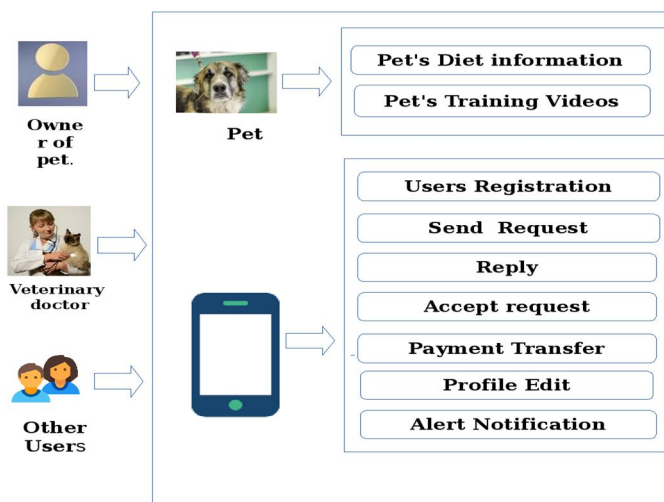 Owne
r of
pet.
Pet
Pet's Diet information
Pet's Training Videos
Veterinary
doctor
Other
Users
Users Registration
Send Request
Reply
Accept request
Payment Transfer
Profile Edit
Alert Notification